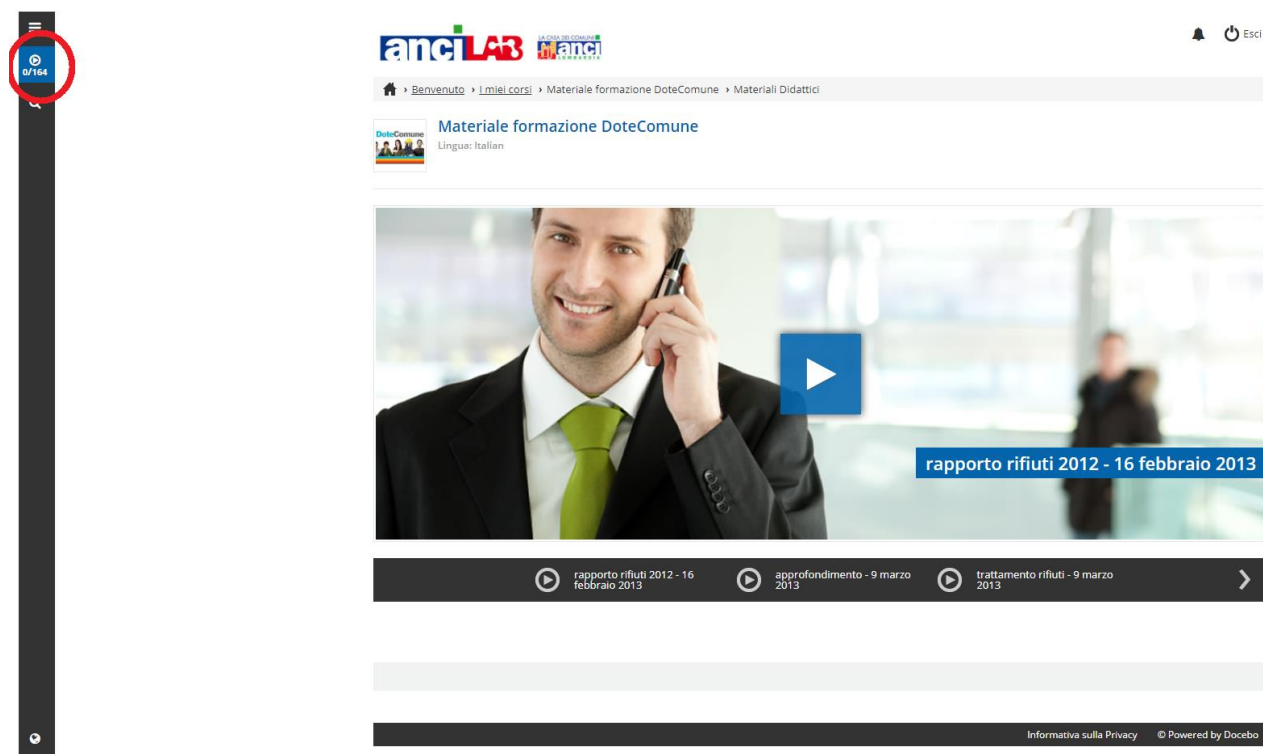 anciLAB
LA CASA DEI COMUNI
anci
LOMBARDIA
Esci
0/164
Benvenuto › I miei corsi › Materiale formazione DoteComune › Materiali Didattici
DoteComune
Materiale formazione DoteComune
Lingua: Italian
rapporto rifiuti 2012 - 16 febbraio 2013
rapporto rifiuti 2012 - 16
febbraio 2013
approfondimento - 9 marzo
2013
trattamento rifiuti - 9 marzo
2013
Informativa sulla Privacy © Powered by Docebo